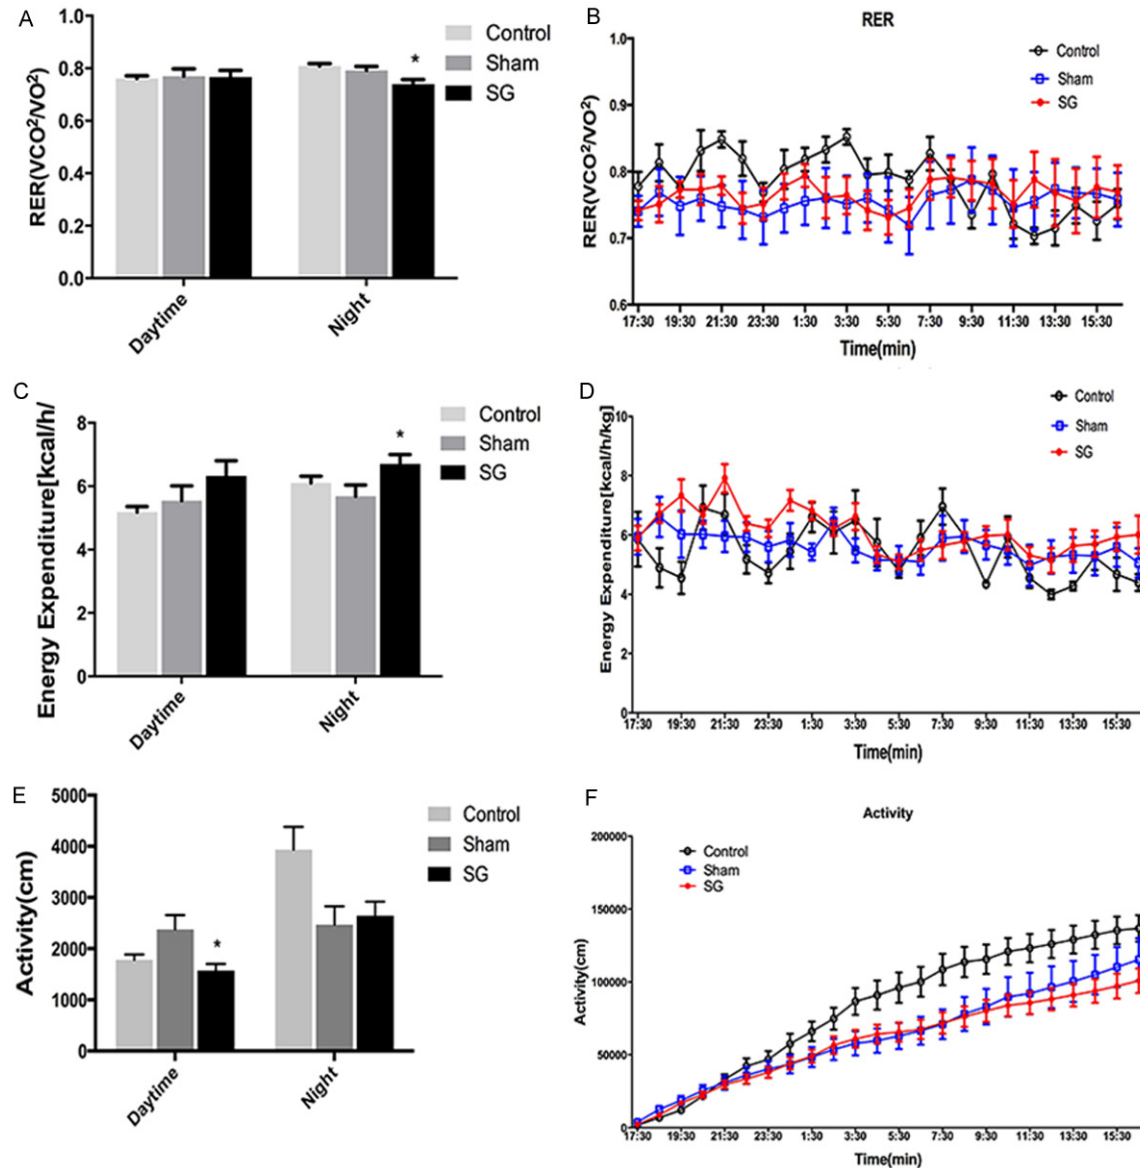 A
1.0
0.8
0.6
0.4
0.2
0.0
RER(VCO²/VO²)
Control
Sham
SG
*
Daytime
Night
B
RER
1.0
0.9
0.8
0.7
0.6
RER(VCO²/VO²)
Control
Sham
SG
17:30 19:30 21:30 23:30 1:30 3:30 5:30 7:30 9:30 11:30 13:30 15:30
Time(min)
C
8
6
4
2
0
Energy Expenditure[kcal/h/
Control
Sham
SG
*
Daytime
Night
D
10
8
6
4
2
0
Energy Expenditure[kcal/h/kg]
Control
Sham
SG
17:30 19:30 21:30 23:30 1:30 3:30 5:30 7:30 9:30 11:30 13:30 15:30
Time(min)
E
5000
4000
3000
2000
1000
0
Activity(cm)
Control
Sham
SG
*
Daytime
Night
F
Activity
200000
150000
100000
50000
0
Activity(cm)
Control
Sham
SG
17:30 19:30 21:30 23:30 1:30 3:30 5:30 7:30 9:30 11:30 13:30 15:30
Time(min)